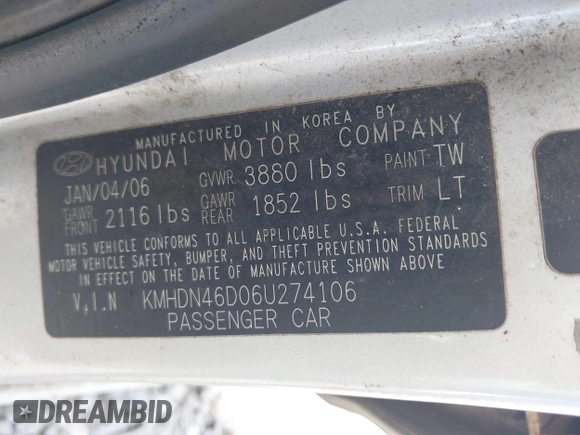 MANUFACTURED IN KOREA BY
HYUNDAI MOTOR COMPANY
JAN/04/06 GVWR 3880 lbs PAINT TW
GAWR FRONT 2116 lbs GAWR REAR 1852 lbs TRIM LT
THIS VEHICLE CONFORMS TO ALL APPLICABLE U.S.A. FEDERAL
MOTOR VEHICLE SAFETY, BUMPER, AND THEFT PREVENTION STANDARDS
IN EFFECT ON THE DATE OF MANUFACTURE SHOWN ABOVE
V.I.N KMHDN46D06U274106
PASSENGER CAR
DREAMBID